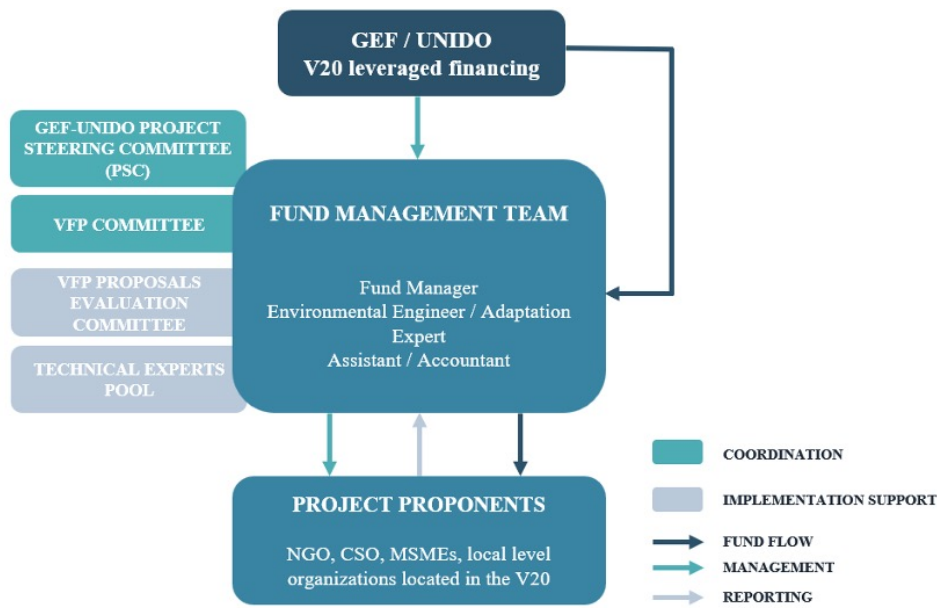 GEF / UNIDO
V20 leveraged financing
GEF-UNIDO PROJECT
STEERING COMMITTEE
(PSC)
VFP COMMITTEE
VFP PROPOSALS
EVALUATION
COMMITTEE
TECHNICAL EXPERTS
POOL
FUND MANAGEMENT TEAM
Fund Manager
Environmental Engineer / Adaptation
Expert
Assistant / Accountant
PROJECT PROPONENTS
NGO, CSO, MSMEs, local level
organizations located in the V20
COORDINATION
IMPLEMENTATION SUPPORT
FUND FLOW
MANAGEMENT
REPORTING